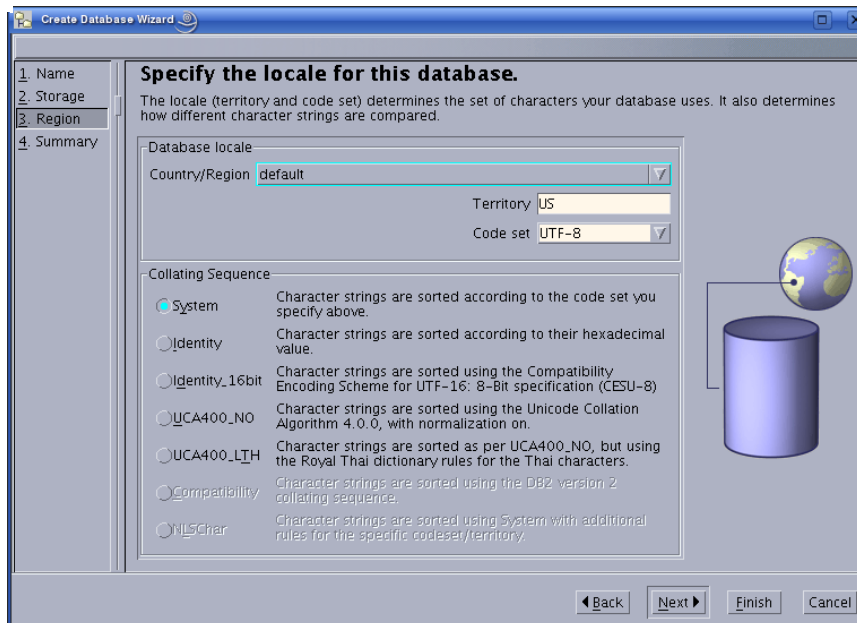 Create Database Wizard
1. Name
2. Storage
3. Region
4. Summary
Specify the locale for this database.
The locale (territory and code set) determines the set of characters your database uses. It also determines
how different character strings are compared.
Database locale
Country/Region default
Territory US
Code set UTF-8
Collating Sequence
System
Character strings are sorted according to the code set you
specify above.
Identity
Character strings are sorted according to their hexadecimal
value.
Identity_16bit
Character strings are sorted using the Compatibility
Encoding Scheme for UTF-16: 8-Bit specification (CESU-8)
UCA400_NO
Character strings are sorted using the Unicode Collation
Algorithm 4.0.0, with normalization on.
UCA400_LTH
Character strings are sorted as per UCA400_NO, but using
the Royal Thai dictionary rules for the Thai characters.
Compatibility
Character strings are sorted using the DB2 version 2
collating sequence.
NLSChar
Character strings are sorted using System with additional
rules for the specific codeset/territory.
Back
Next
Finish
Cancel